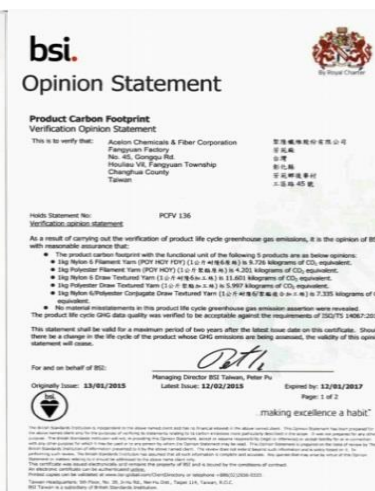 bsi.
By Royal Charter
Opinion Statement
Product Carbon Footprint
Verification Opinion Statement
This is to verify that:
Acelon Chemicals & Fiber Corporation
Fangyuan Factory
No. 45, Gongqu Rd.
Houliau Vil, Fangyuan Township
Changhua County
Taiwan
聚隆纖維股份有限公司
芳苑廠
台灣
彰化縣
芳苑鄉後寮村
工區路 45 號
Holds Statement No:
PCFV 136
Verification opinion statement
As a result of carrying out the verification of product life cycle greenhouse gas emissions, it is the opinion of BS
with reasonable assurance that:
The product carbon footprint with the functional unit of the following 5 products are as below opinions:
1kg Nylon 6 Filament Yarn (POY HOY FDY) (1公斤耐隆6原絲) is 9.726 kilograms of CO2 equivalent.
1kg Polyester Filament Yarn (POY HOY) (1公斤聚酯原絲) is 4.201 kilograms of CO2 equivalent.
1kg Nylon 6 Draw Textured Yarn (1公斤耐隆6加工絲) is 11.601 kilograms of CO2 equivalent.
1kg Polyester Draw Textured Yarn (1公斤聚酯加工絲) is 5.997 kilograms of CO2 equivalent.
1kg Nylon 6/Polyester Conjugate Draw Textured Yarn (1公斤耐隆6/聚酯複合加工絲) is 7.335 kilograms of
equivalent.
No material misstatements in this product life cycle greenhouse gas emission assertion were revealed.
The product life cycle GHG data quality was verified to be acceptable against the requirements of ISO/TS 14067:20
This statement shall be valid for a maximum period of two years after the latest issue date on this certificate. Shou
there be a change in the life cycle of the product whose GHG emissions are being assessed, the validity of this opin
statement will cease.
For and on behalf of BSI:
Managing Director BSI Taiwan, Peter Pu
Originally Issue: 13/01/2015
Latest Issue: 12/02/2015
Expired by: 12/01/2017
Page: 1 of 2
bsi.
...making excellence a habit.™